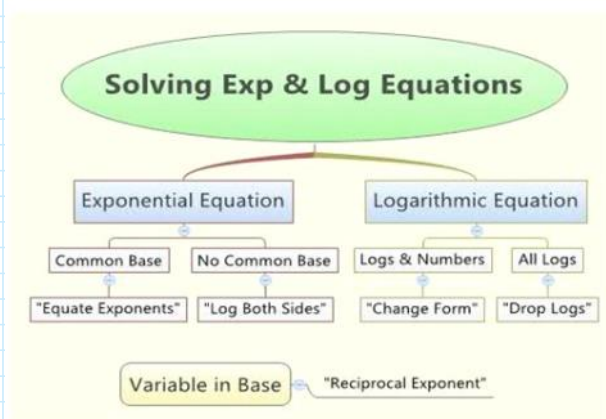 Solving Exp & Log Equations
Exponential Equation
Logarithmic Equation
Common Base
No Common Base
Logs & Numbers
All Logs
"Equate Exponents"
"Log Both Sides"
"Change Form"
"Drop Logs"
Variable in Base
"Reciprocal Exponent"